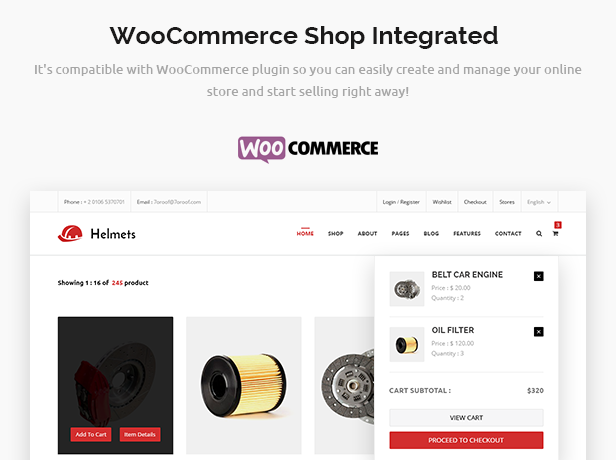 WooCommerce Shop Integrated
It's compatible with WooCommerce plugin so you can easily create and manage your online
store and start selling right away!
WOO COMMERCE
Phone : + 2 0106 5370701 Email : 7oroof@7oroof.com Login / Register Wishlist Checkout Stores English
Helmets HOME SHOP ABOUT PAGES BLOG FEATURES CONTACT 3
Showing 1 : 16 of 245 product
BELT CAR ENGINE
Price : $ 20.00
Quantity : 2
OIL FILTER
Price : $ 120.00
Quantity : 3
CART SUBTOTAL : $320
VIEW CART
PROCEED TO CHECKOUT
Add To Cart Item Details